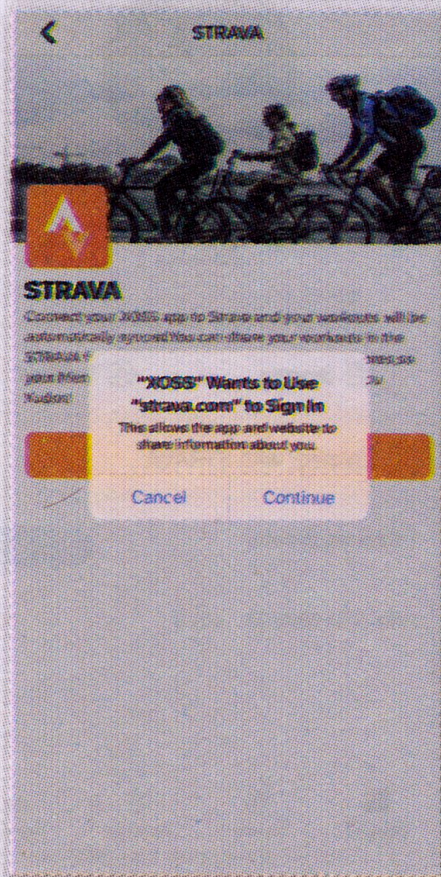 STRAVA
STRAVA
Connect your XOSS app to Strava and your workouts will be
automatically synced.You can share your workouts in the
STRAVA
your
Kudos!
"XOSS" Wants to Use
"strava.com" to Sign In
This allows the app and website to
share information about you.
Cancel
Continue